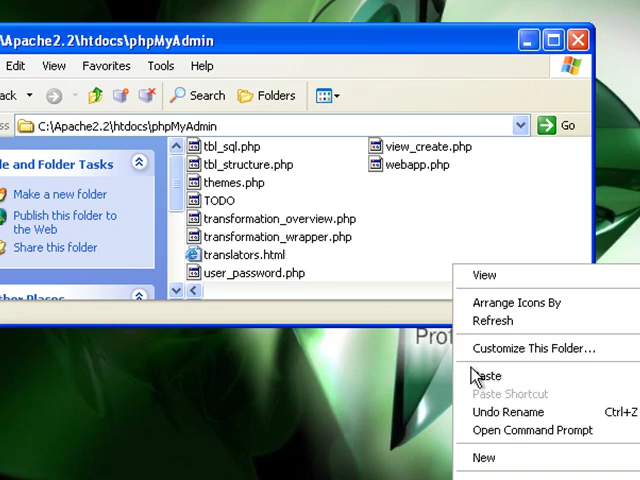 \Apache2.2\htdocs\phpMyAdmin
Edit View Favorites Tools Help
Search Folders
C:\Apache2.2\htdocs\phpMyAdmin Go
and Folder Tasks
Make a new folder
Publish this folder to
the Web
Share this folder
Places
tbl_sql.php
tbl_structure.php
themes.php
TODO
transformation_overview.php
transformation_wrapper.php
translators.html
user_password.php
view_create.php
webapp.php
View
Arrange Icons By
Refresh
Customize This Folder...
Paste
Paste Shortcut
Undo Rename Ctrl+Z
Open Command Prompt
New